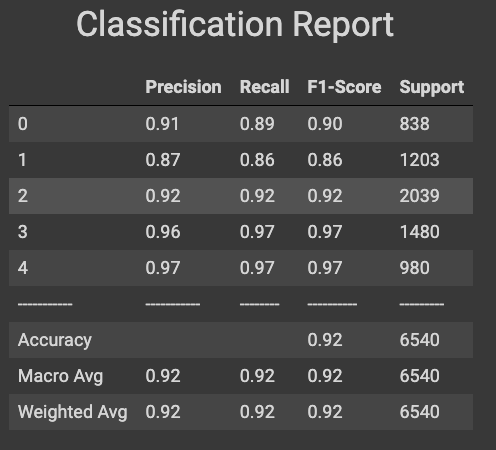 Classification Report
Precision Recall F1-Score Support
0 0.91 0.89 0.90 838
1 0.87 0.86 0.86 1203
2 0.92 0.92 0.92 2039
3 0.96 0.97 0.97 1480
4 0.97 0.97 0.97 980
----------- ----------- -------- ---------- ---------
Accuracy 0.92 6540
Macro Avg 0.92 0.92 0.92 6540
Weighted Avg 0.92 0.92 0.92 6540